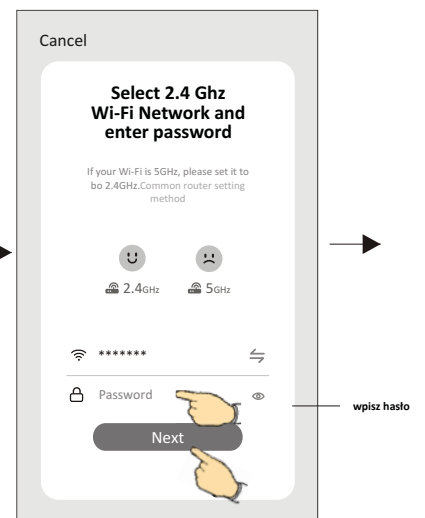 Cancel
Select 2.4 Ghz
Wi-Fi Network and
enter password
If your Wi-Fi is 5GHz, please set it to
bo 2.4GHz.Common router setting
method
2.4GHz 5GHz
*******
Password
wpisz hasło
Next